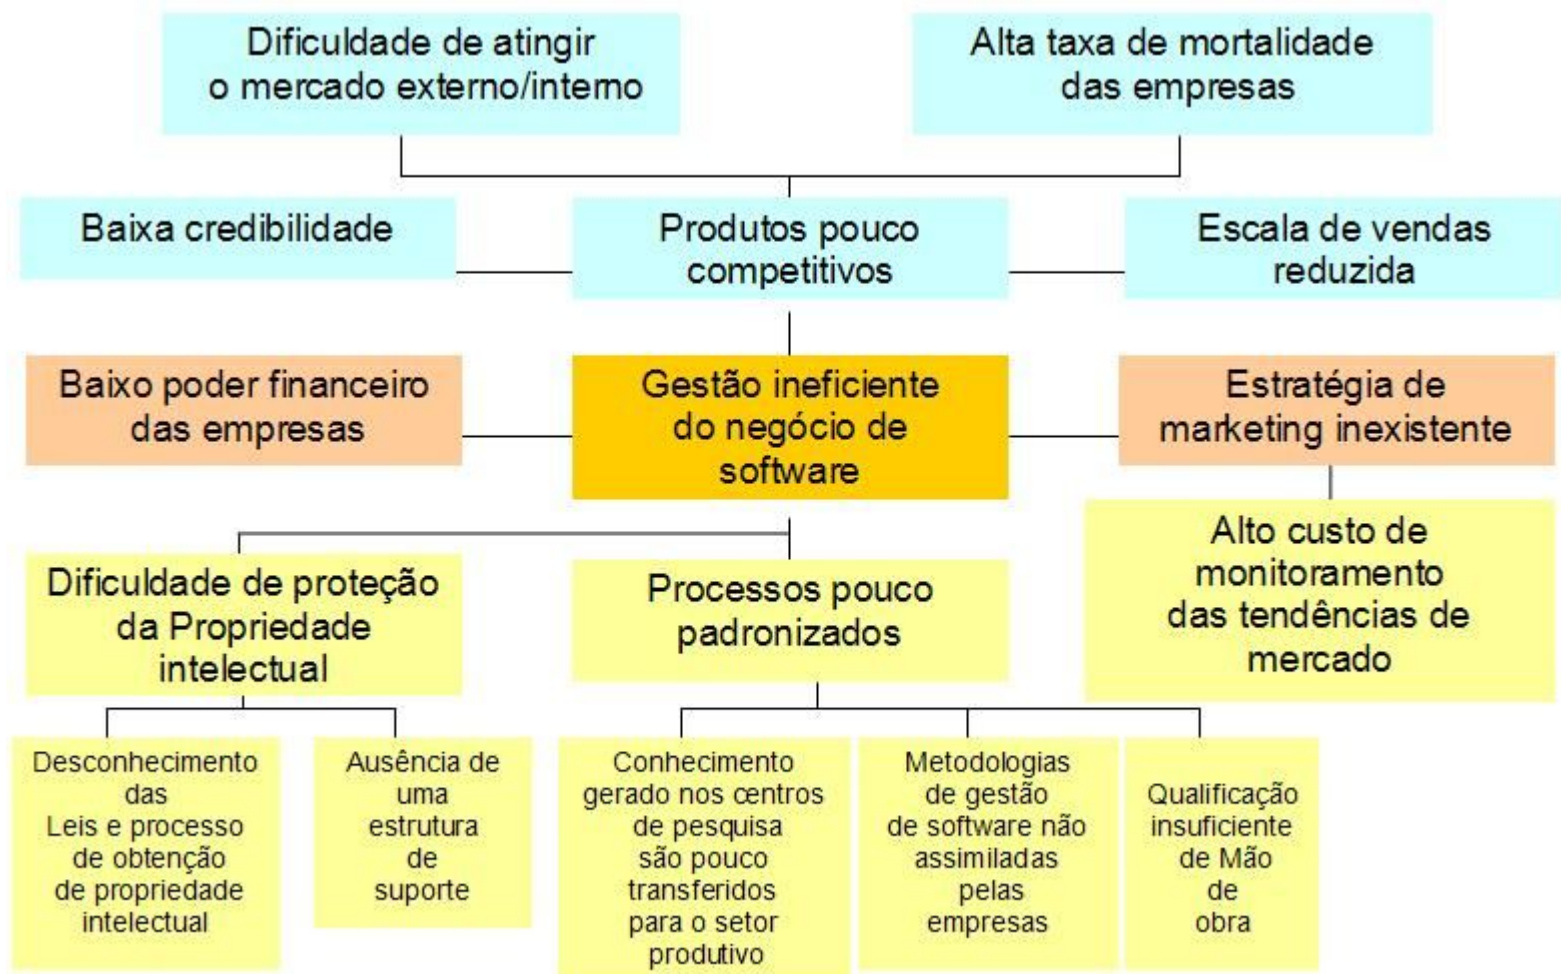 Dificuldade de atingir
o mercado externo/interno
Alta taxa de mortalidade
das empresas
Baixa credibilidade
Produtos pouco
competitivos
Escala de vendas
reduzida
Baixo poder financeiro
das empresas
Gestão ineficiente
do negócio de
software
Estratégia de
marketing inexistente
Dificuldade de proteção
da Propriedade
intelectual
Processos pouco
padronizados
Alto custo de
monitoramento
das tendências de
mercado
Desconhecimento
das
Leis e processo
de obtenção
de propriedade
intelectual
Ausência de
uma
estrutura
de
suporte
Conhecimento
gerado nos centros
de pesquisa
são pouco
transferidos
para o setor
produtivo
Metodologias
de gestão
de software não
assimiladas
pelas
empresas
Qualificação
insuficiente
de Mão
de
obra